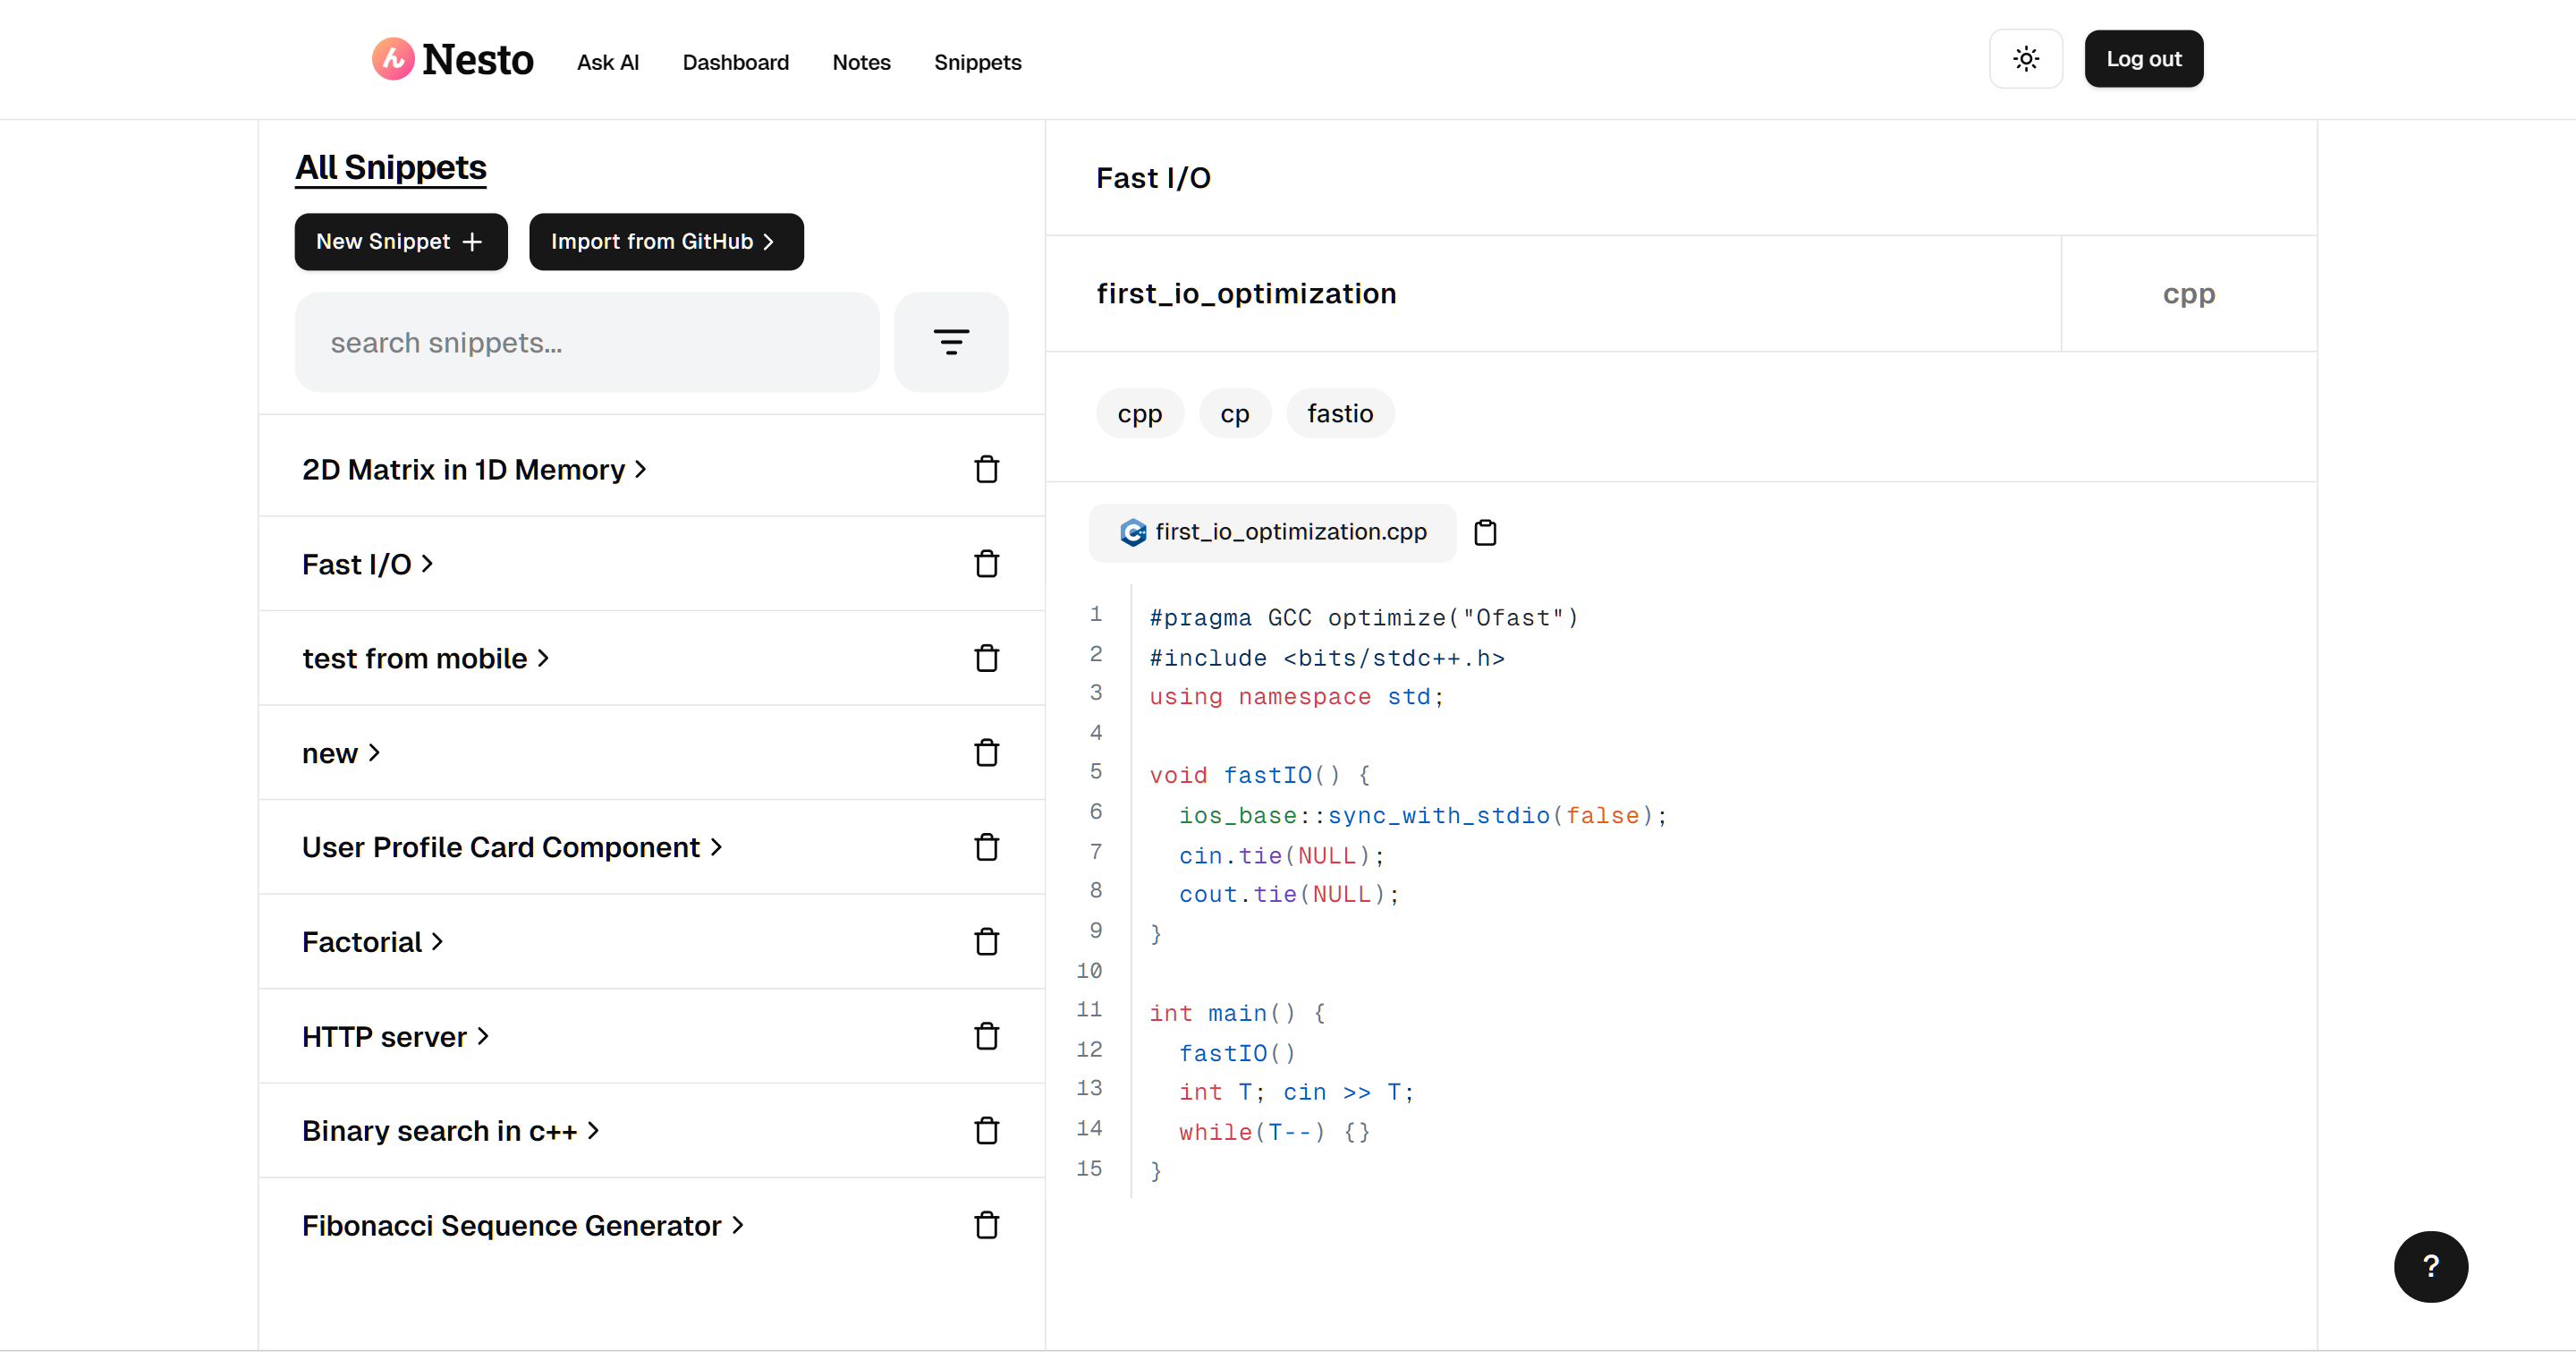 Nesto
Ask AI
Dashboard
Notes
Snippets
Log out
All Snippets
New Snippet
Import from GitHub
search snippets...
2D Matrix in 1D Memory
Fast I/O
test from mobile
new
User Profile Card Component
Factorial
HTTP server
Binary search in c++
Fibonacci Sequence Generator
Fast I/O
first_io_optimization
cpp
cpp
cp
fastio
first_io_optimization.cpp
1 #pragma GCC optimize("Ofast")
2 #include <bits/stdc++.h>
3 using namespace std;
4
5 void fastIO() {
6   ios_base::sync_with_stdio(false);
7   cin.tie(NULL);
8   cout.tie(NULL);
9 }
10
11 int main() {
12   fastIO()
13   int T; cin >> T;
14   while(T--) {}
15 }
?